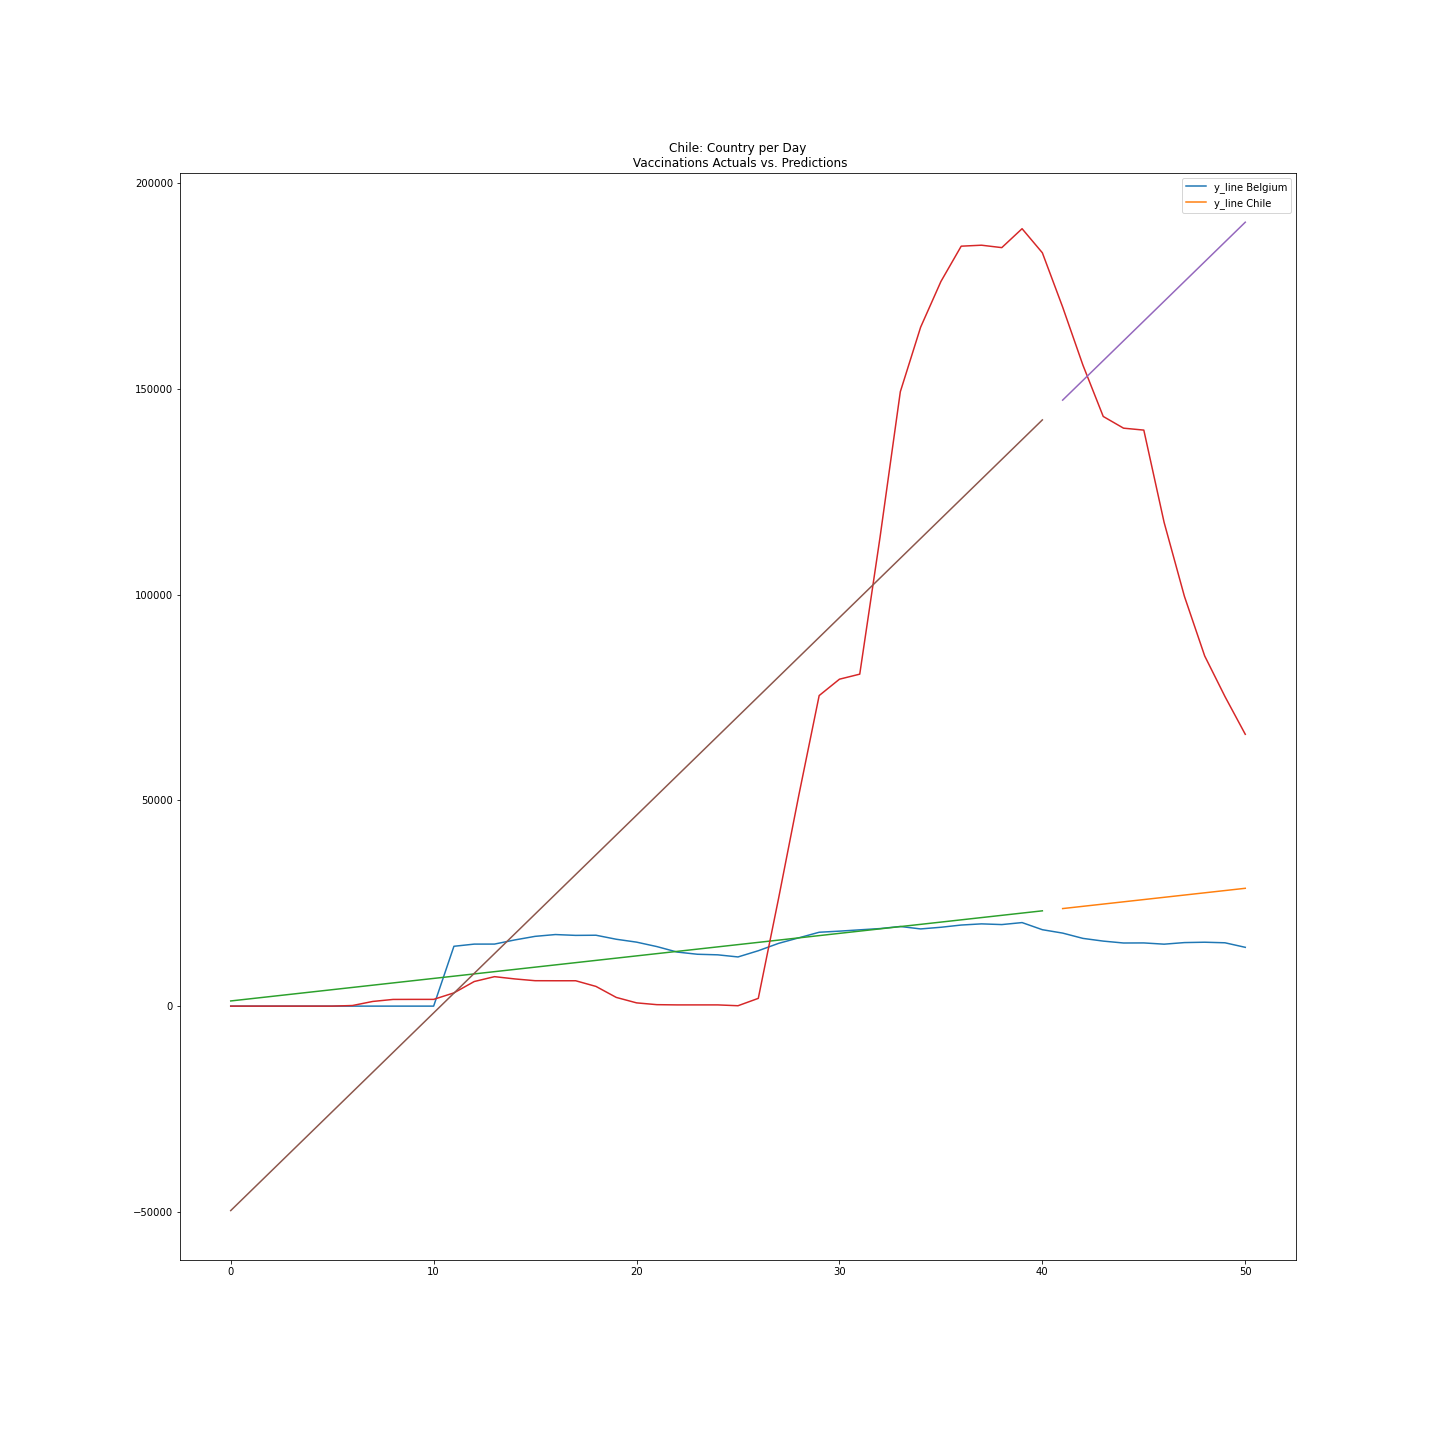 Chile: Country per Day
Vaccinations Actuals vs. Predictions
y_line Belgium
y_line Chile
200000
150000
100000
50000
0
−50000
0 10 20 30 40 50